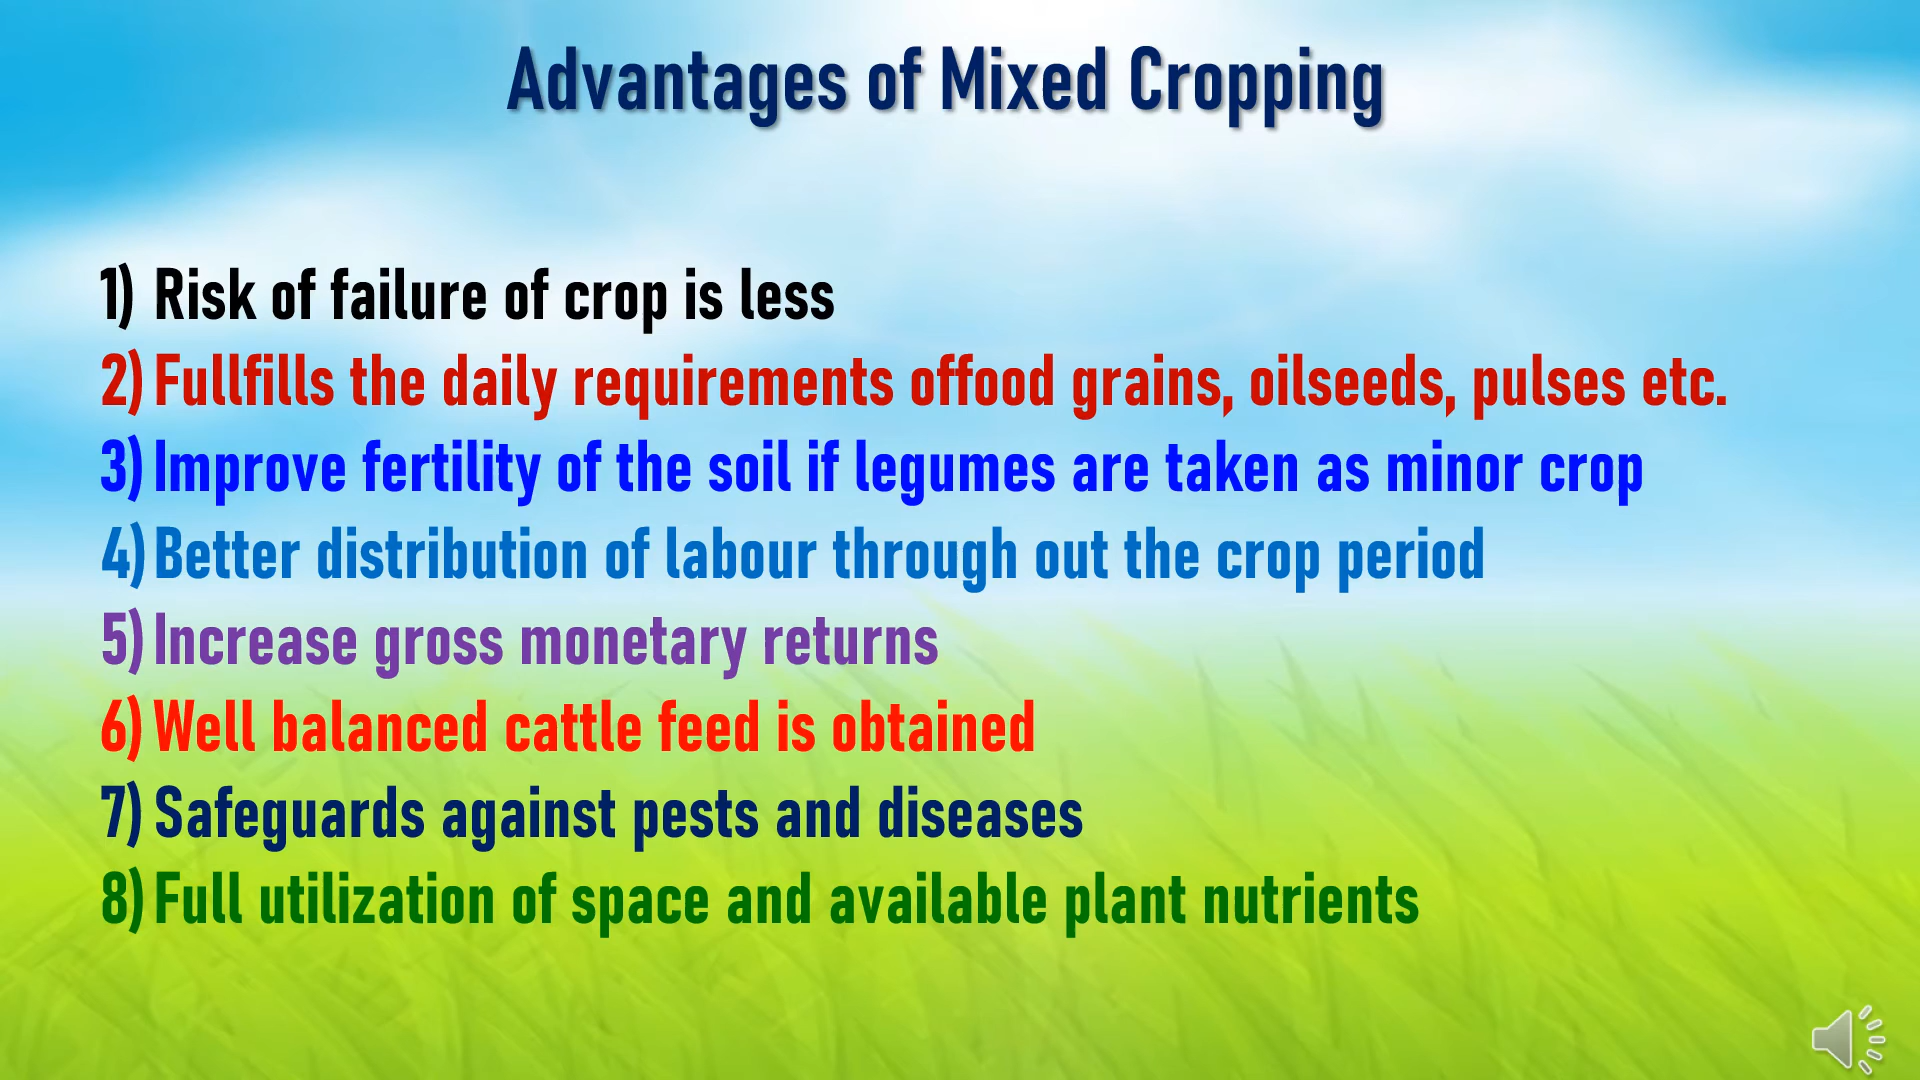 Advantages of Mixed Cropping
1) Risk of failure of crop is less
2) Fullfills the daily requirements offood grains, oilseeds, pulses etc.
3) Improve fertility of the soil if legumes are taken as minor crop
4) Better distribution of labour through out the crop period
5) Increase gross monetary returns
6) Well balanced cattle feed is obtained
7) Safeguards against pests and diseases
8) Full utilization of space and available plant nutrients